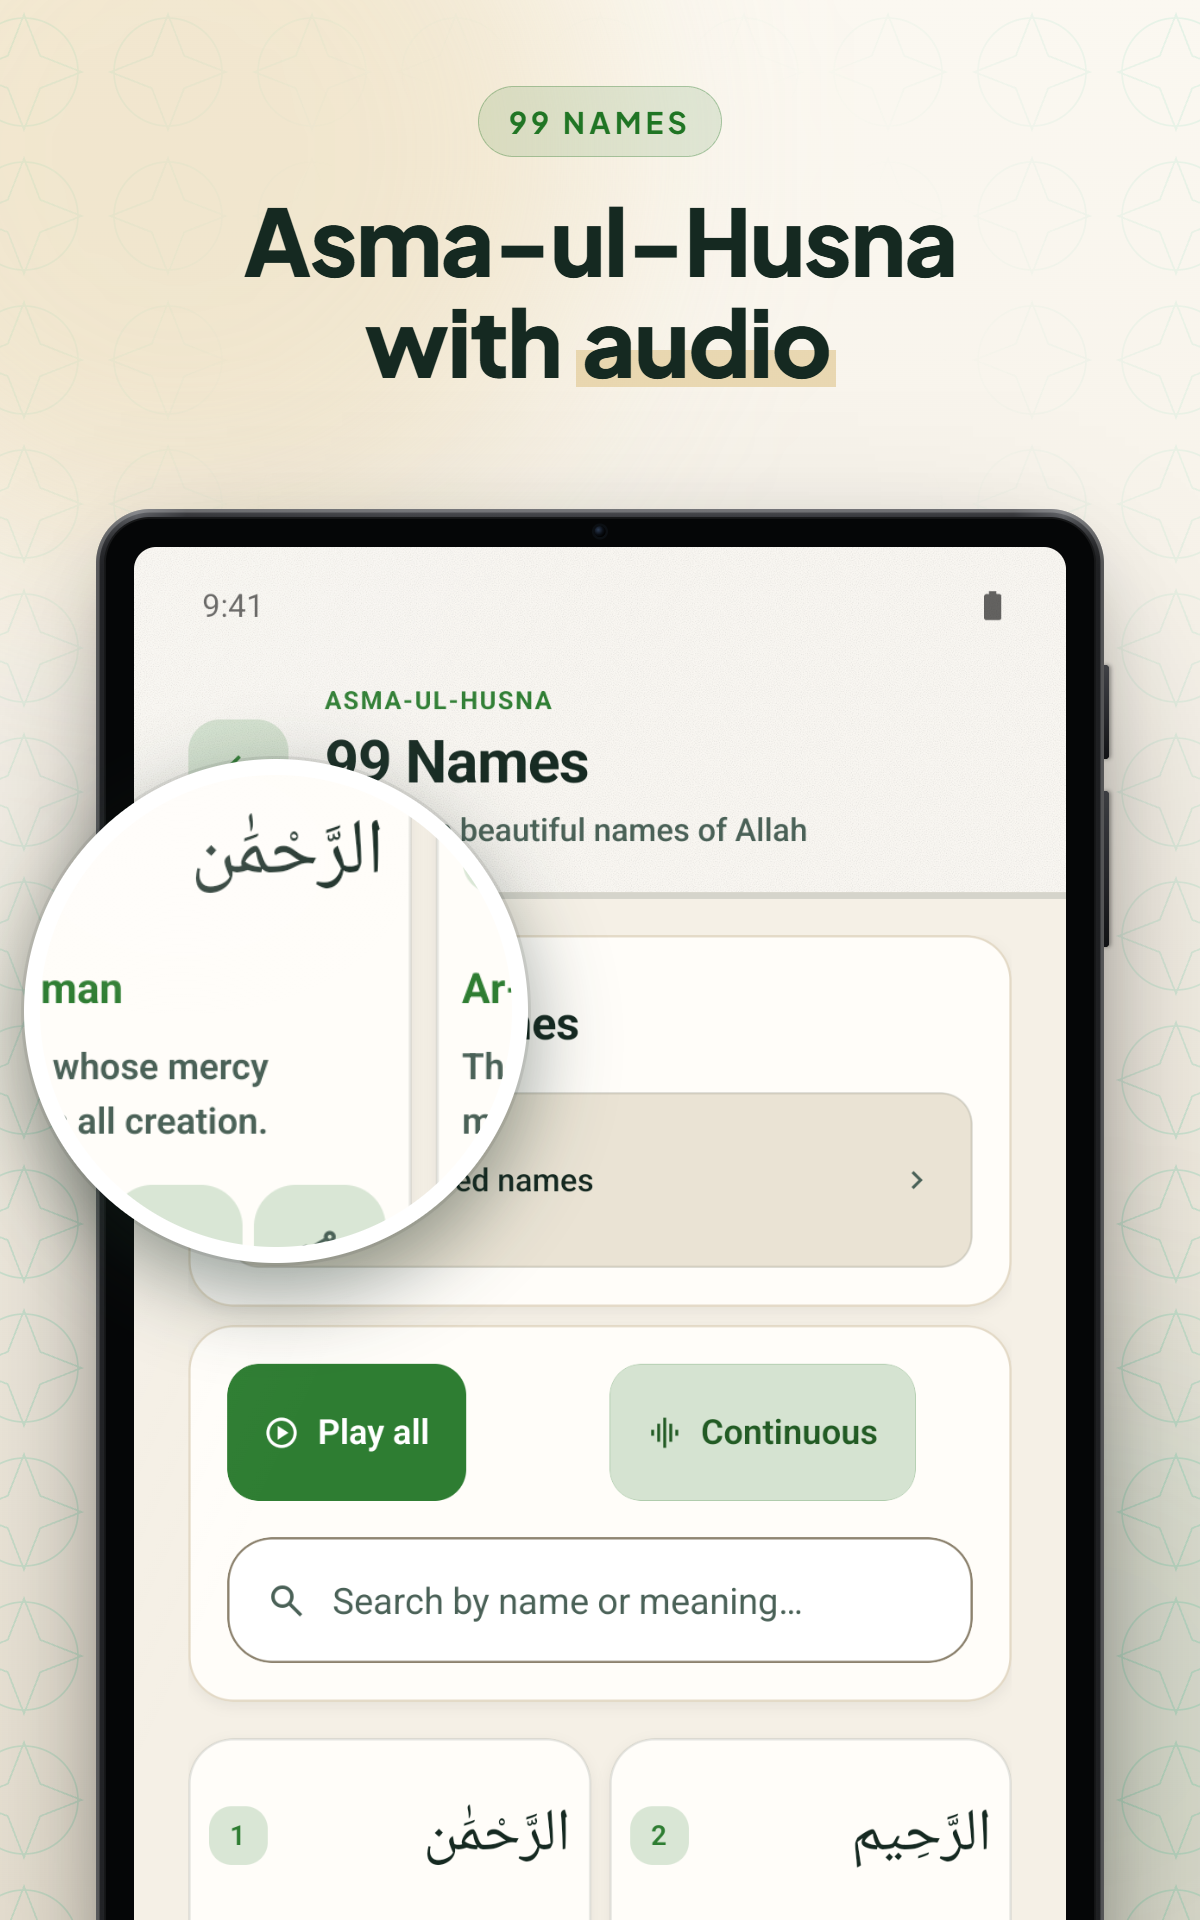 99 NAMES
Asma-ul-Husna
with audio
9:41
ASMA-UL-HUSNA
99 Names
beautiful names of Allah
الرَّحْمَٰن
man
Ar-
whose mercy
all creation.
ed names
Play all
Continuous
Search by name or meaning...
1
الرَّحْمَٰن
2
الرَّحِيم